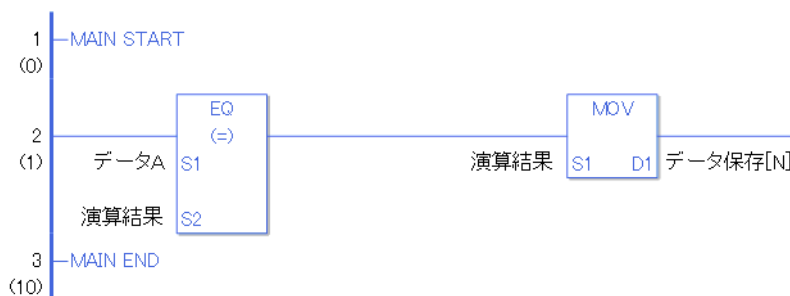 1 MAIN START
(0)
EQ MOV
2 (=)
(1) データA S1 演算結果 S1 D1 データ保存[N]
演算結果 S2
3 MAIN END
(10)